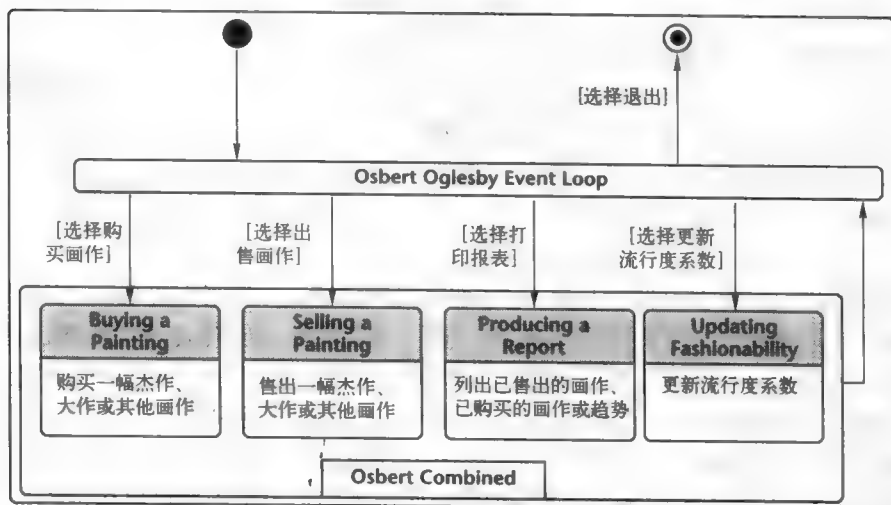 [选择退出]
Osbert Oglesby Event Loop
[选择购
买画作]
[选择出
售画作]
[选择打
印报表]
[选择更新
流行度系数]
Buying a
Painting
购买一幅杰作、
大作或其他画作
Selling a
Painting
售出一幅杰作、
大作或其他画作
Producing a
Report
列出已售出的画作、
已购买的画作或趋势
Updating
Fashionability
更新流行度系数
Osbert Combined